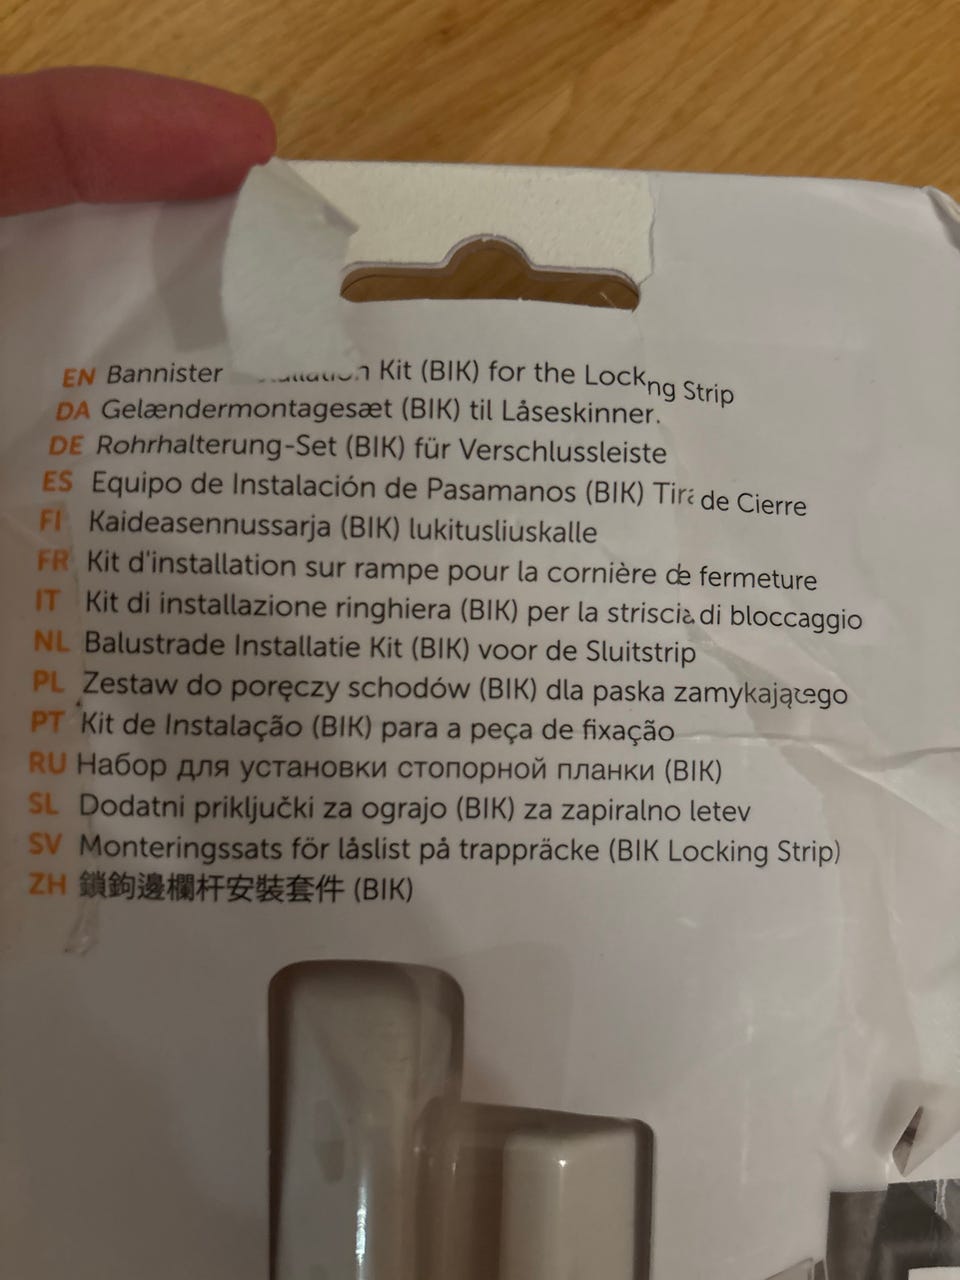 EN Bannister Kit (BIK) for the Locking Strip
DA Gelændermontagesæt (BIK) til Låseskinner.
DE Rohrhalterung-Set (BIK) für Verschlussleiste
ES Equipo de Instalación de Pasamanos (BIK) Tira de Cierre
FI Kaideasennussarja (BIK) lukitusliuskalle
FR Kit d'installation sur rampe pour la cornière de fermeture
IT Kit di installazione ringhiera (BIK) per la striscia di bloccaggio
NL Balustrade Installatie Kit (BIK) voor de Sluitstrip
PL Zestaw do poręczy schodów (BIK) dla paska zamykającego
PT Kit de Instalação (BIK) para a peça de fixação
RU Набор для установки стопорной планки (BIK)
SL Dodatni priključki za ograjo (BIK) za zapiralno letev
SV Monteringssats för låslist på trappräcke (BIK Locking Strip)
ZH 鎖鉤邊欄杆安裝套件 (BIK)